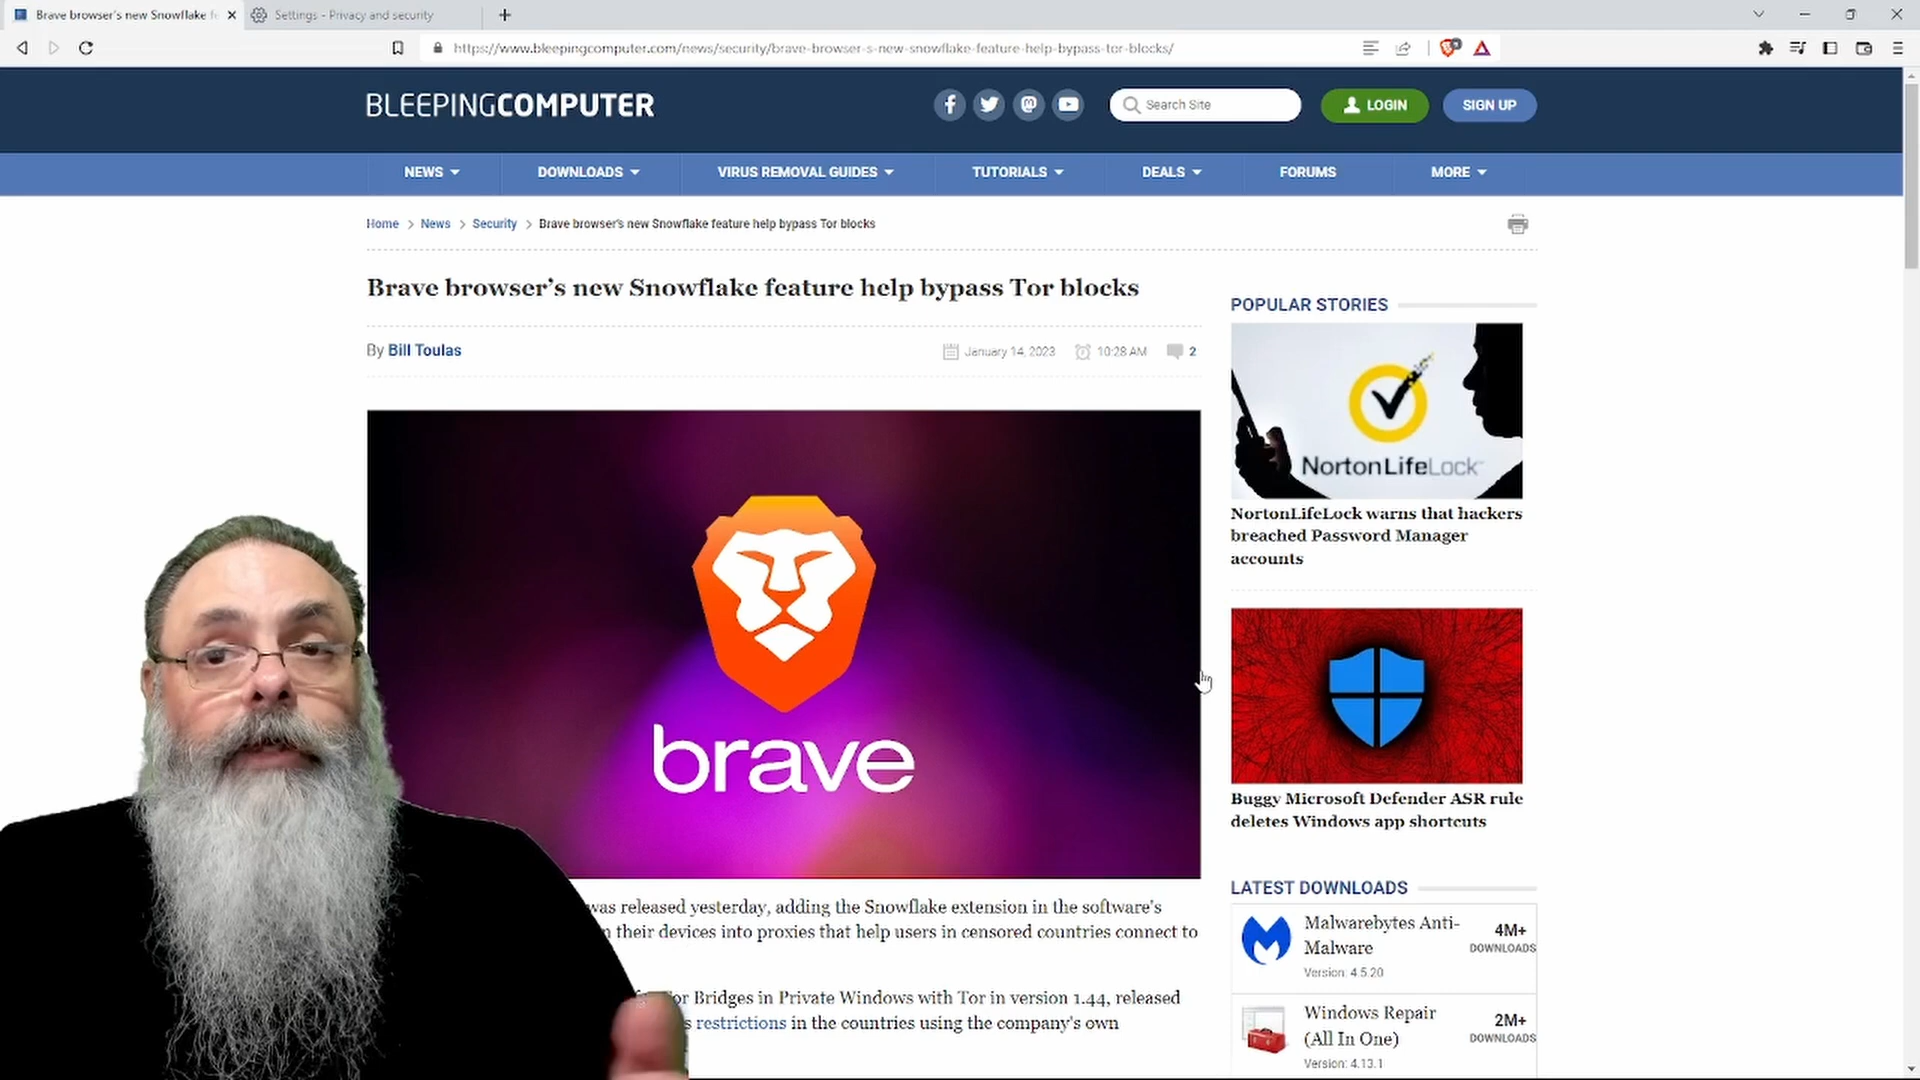 Brave browser's new Snowflake fe
Settings - Privacy and security
https://www.bleepingcomputer.com/news/security/brave-browser-s-new-snowflake-feature-help-bypass-tor-blocks/
BLEEPINGCOMPUTER
Search Site
LOGIN
SIGN UP
NEWS
DOWNLOADS
VIRUS REMOVAL GUIDES
TUTORIALS
DEALS
FORUMS
MORE
Home > News > Security > Brave browser's new Snowflake feature help bypass Tor blocks
Brave browser’s new Snowflake feature help bypass Tor blocks
By Bill Toulas
January 14, 2023
10:28 AM
2
brave
was released yesterday, adding the Snowflake extension in the software's
their devices into proxies that help users in censored countries connect to
Tor Bridges in Private Windows with Tor in version 1.44, released
restrictions in the countries using the company's own
POPULAR STORIES
NortonLifeLock
NortonLifeLock warns that hackers
breached Password Manager
accounts
Buggy Microsoft Defender ASR rule
deletes Windows app shortcuts
LATEST DOWNLOADS
Malwarebytes Anti-
Malware
Version: 4.5.20
4M+
DOWNLOADS
Windows Repair
(All In One)
Version: 4.13.1
2M+
DOWNLOADS